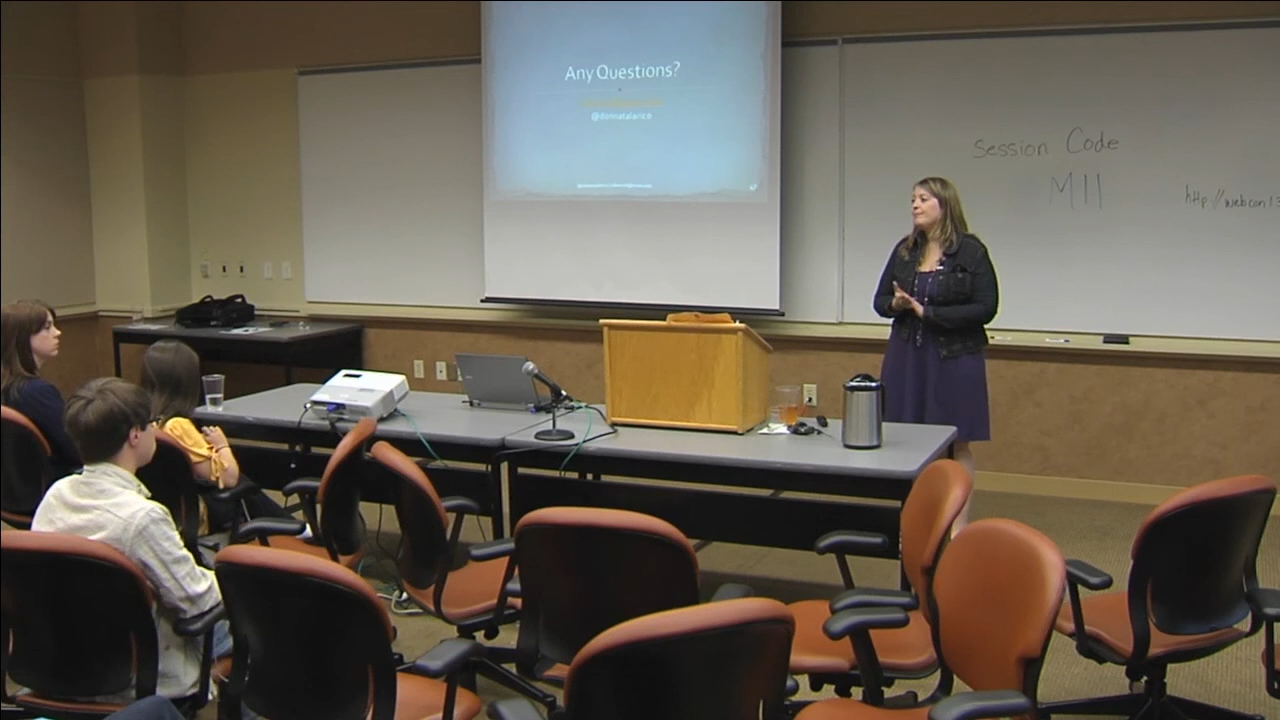 Any Questions?
@donnatalarico
Session Code
M11
http://webcon13